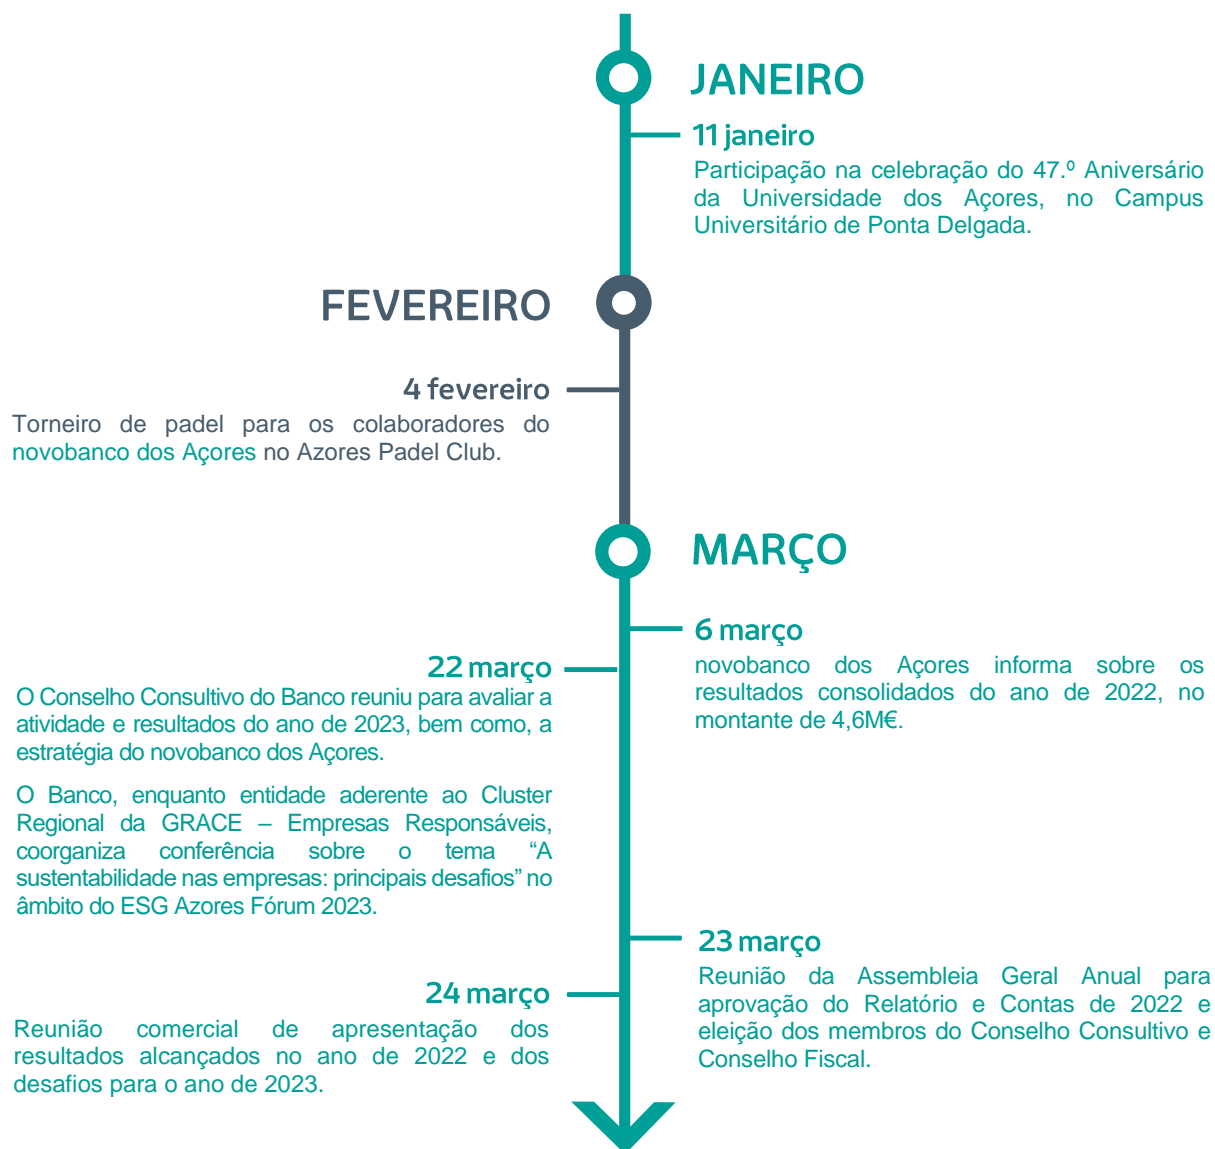 JANEIRO
11 janeiro
Participação na celebração do 47.º Aniversário
da Universidade dos Açores, no Campus
Universitário de Ponta Delgada.
FEVEREIRO
4 fevereiro
Torneiro de padel para os colaboradores do
novobanco dos Açores no Azores Padel Club.
MARÇO
6 março
novobanco dos Açores informa sobre os
resultados consolidados do ano de 2022, no
montante de 4,6M€.
22 março
O Conselho Consultivo do Banco reuniu para avaliar a
atividade e resultados do ano de 2023, bem como, a
estratégia do novobanco dos Açores.
O Banco, enquanto entidade aderente ao Cluster
Regional da GRACE – Empresas Responsáveis,
coorganiza conferência sobre o tema “A
sustentabilidade nas empresas: principais desafios” no
âmbito do ESG Azores Fórum 2023.
23 março
Reunião da Assembleia Geral Anual para
aprovação do Relatório e Contas de 2022 e
eleição dos membros do Conselho Consultivo e
Conselho Fiscal.
24 março
Reunião comercial de apresentação dos
resultados alcançados no ano de 2022 e dos
desafios para o ano de 2023.